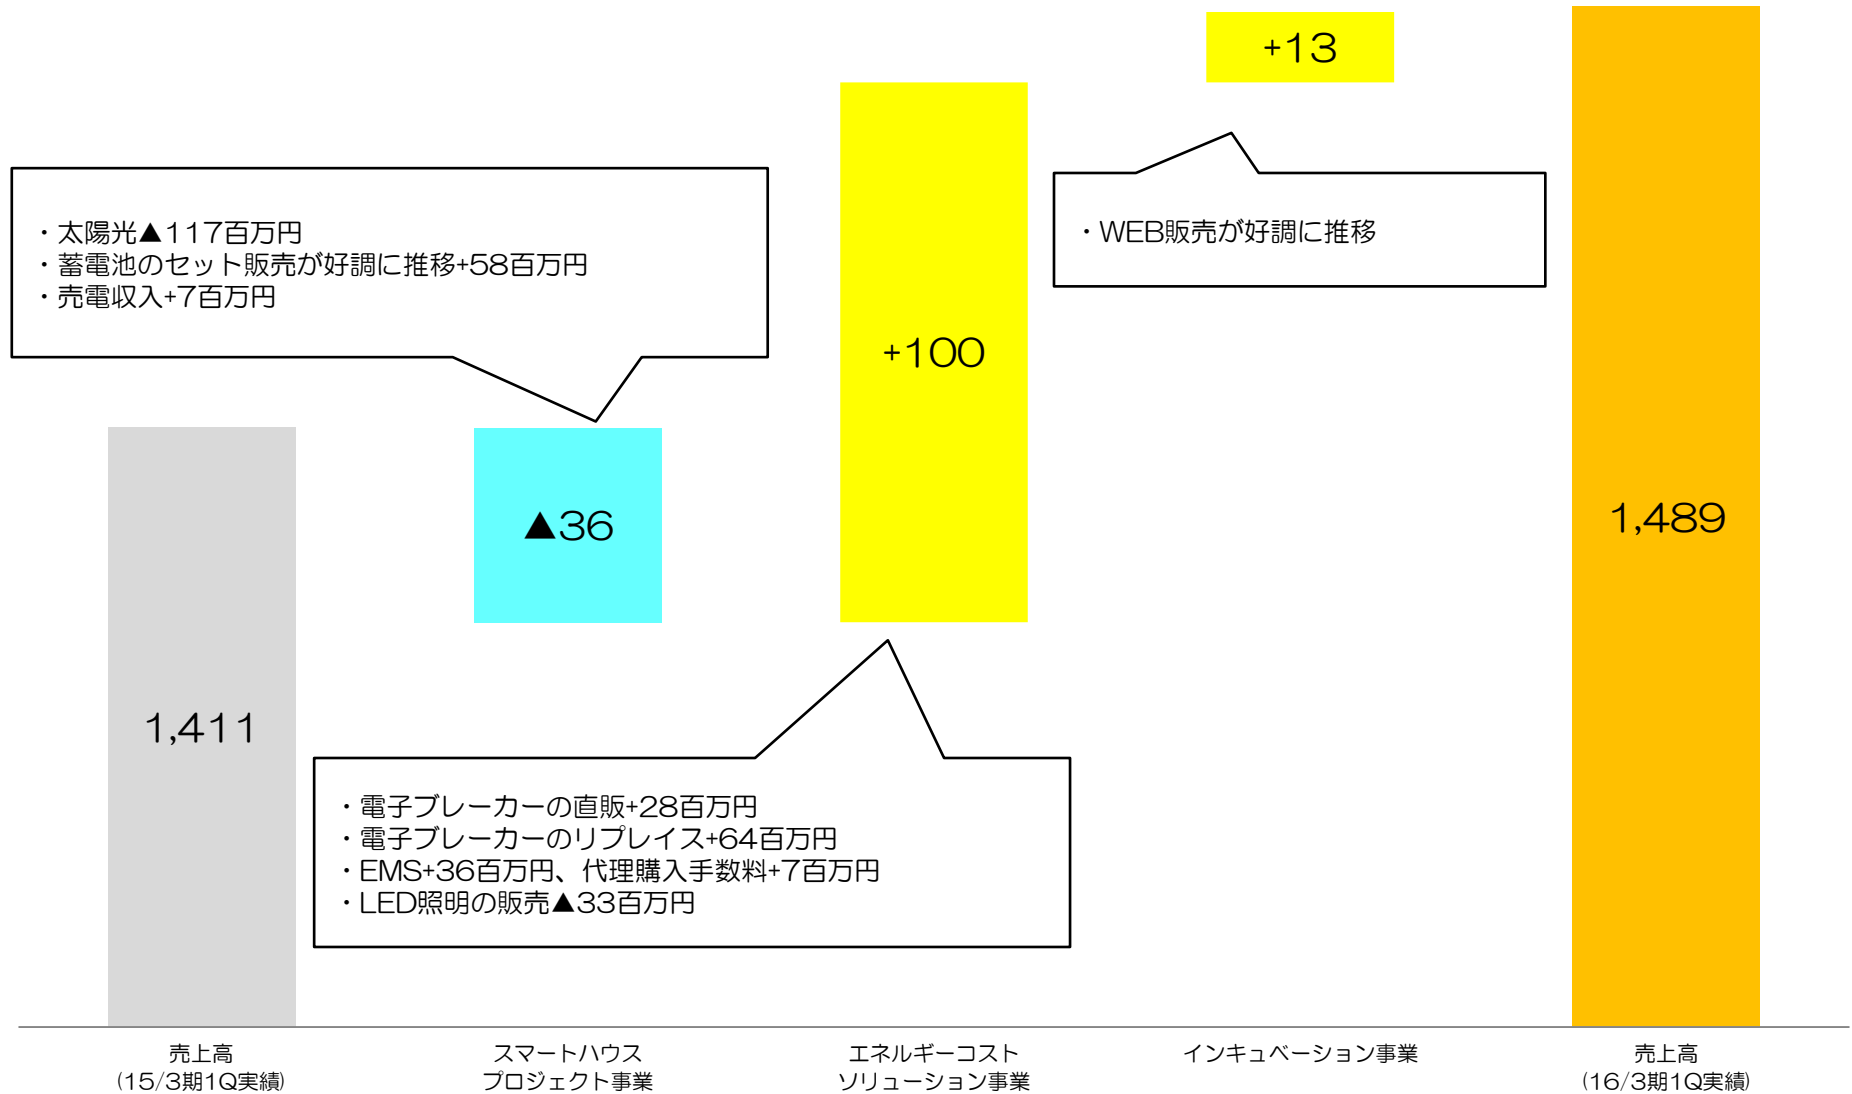 +13
・太陽光▲117百万円
・蓄電池のセット販売が好調に推移+58百万円
・売電収入+7百万円
・WEB販売が好調に推移
+100
▲36
1,489
1,411
・電子ブレーカーの直販+28百万円
・電子ブレーカーのリプレイス+64百万円
・EMS+36百万円、代理購入手数料+7百万円
・LED照明の販売▲33百万円
売上高
(15/3期1Q実績)
スマートハウス
プロジェクト事業
エネルギーコスト
ソリューション事業
インキュベーション事業
売上高
(16/3期1Q実績)